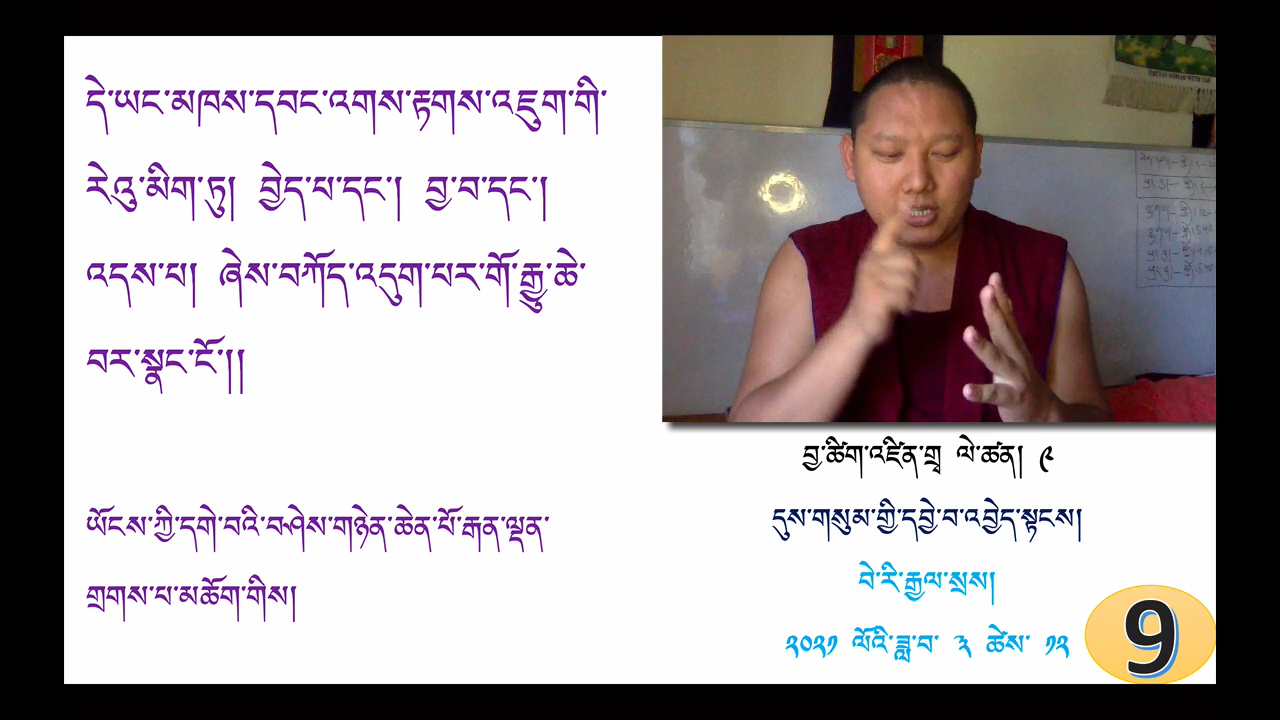 དེ་ཡང་མཁས་དབང་འགས་རྟགས་འཇུག་གི་
རེའུ་མིག་ཏུ། བྱེད་པ་དང་། བྱ་བ་དང་།
འདས་པ། ཞེས་བཀོད་འདུག་པར་གོ་རྒྱུ་ཆེ་
བར་སྣང་ངོ་།།
ཡོངས་ཀྱི་དགེ་བའི་བཤེས་གཉེན་ཆེན་པོ་རྒན་ལྡན་
གྲགས་པ་མཆོག་གིས།
བྱ་ཚིག་འཛིན་གྲྭ ལེ་ཚན། ༩
དུས་གསུམ་གྱི་དབྱེ་བ་འབྱེད་སྟངས།
བེ་རི་རྒྱལ་སྲས།
༢༠༢༡ ལོའི་ཟླ་བ་ ༣ ཚེས་ ༡༢
9